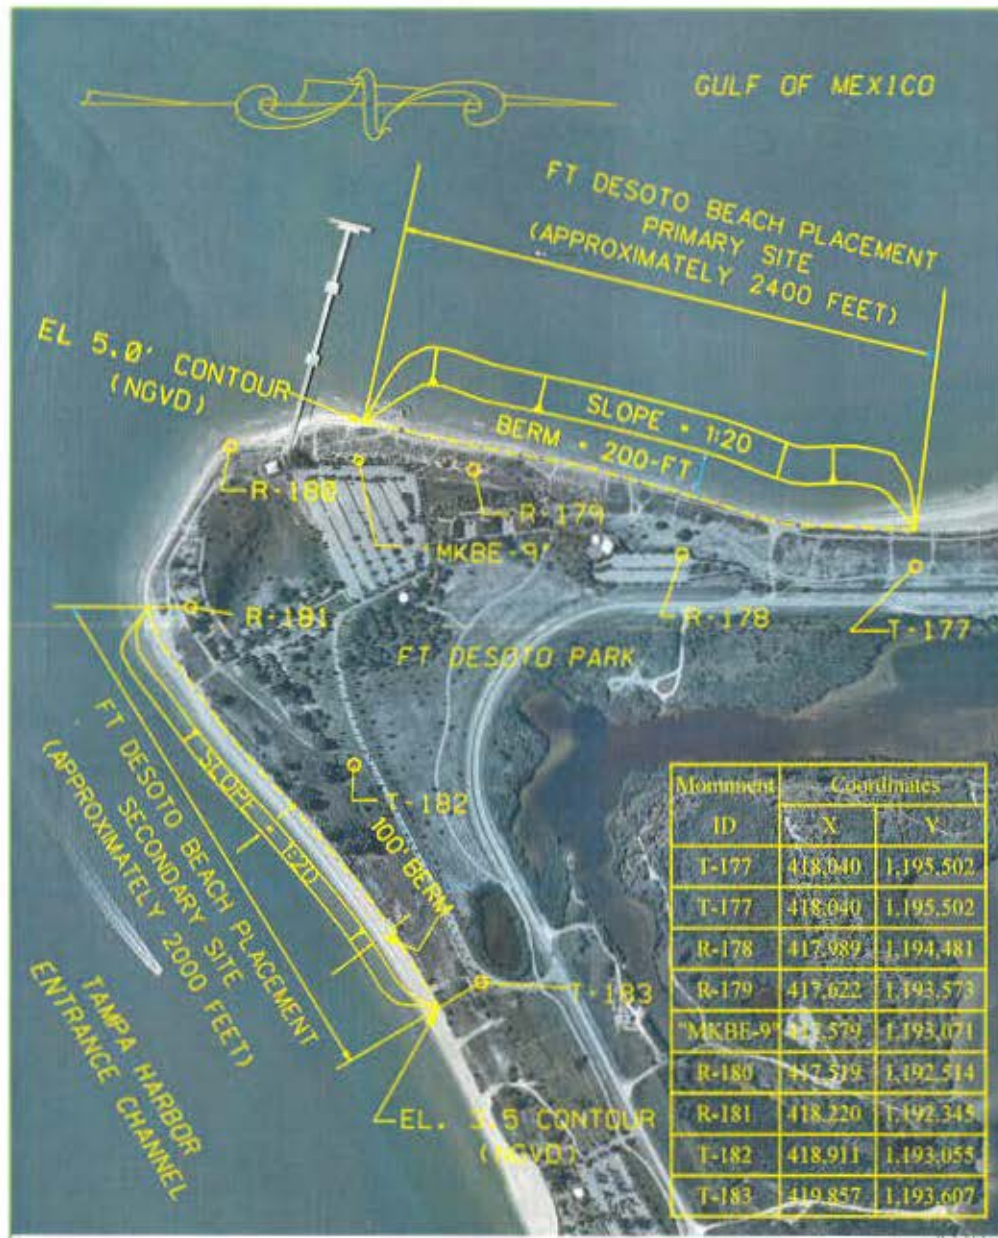 GULF OF MEXICO
FT DESOTO BEACH PLACEMENT
PRIMARY SITE
(APPROXIMATELY 2400 FEET)
EL 5.0' CONTOUR
(NGVD)
SLOPE = 1:20
BERM = 200-FT
R-180
R-179
"MKBE-9"
R-181
R-178
T-177
FT DESOTO PARK
FT DESOTO BEACH PLACEMENT
SECONDARY SITE
(APPROXIMATELY 2000 FEET)
SLOPE = 1:20
T-182
100' BERM
T-183
TAMPA HARBOR
ENTRANCE CHANNEL
EL. 3.5 CONTOUR
(NGVD)
Monument Coordinates
ID X Y
T-177 418,040 1,195,502
T-177 418,040 1,195,502
R-178 417,989 1,194,481
R-179 417,622 1,193,573
"MKBE-9" 417,579 1,193,071
R-180 417,519 1,192,514
R-181 418,220 1,192,345
T-182 418,911 1,193,055
T-183 419,857 1,193,607